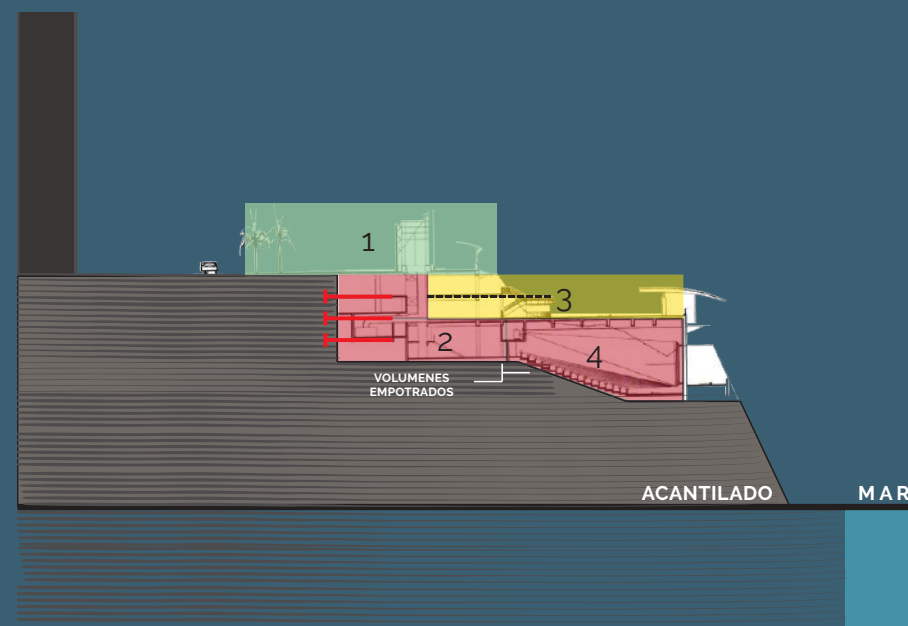 1
3
2
4
VOLUMENES
EMPOTRADOS
ACANTILADO
MAR